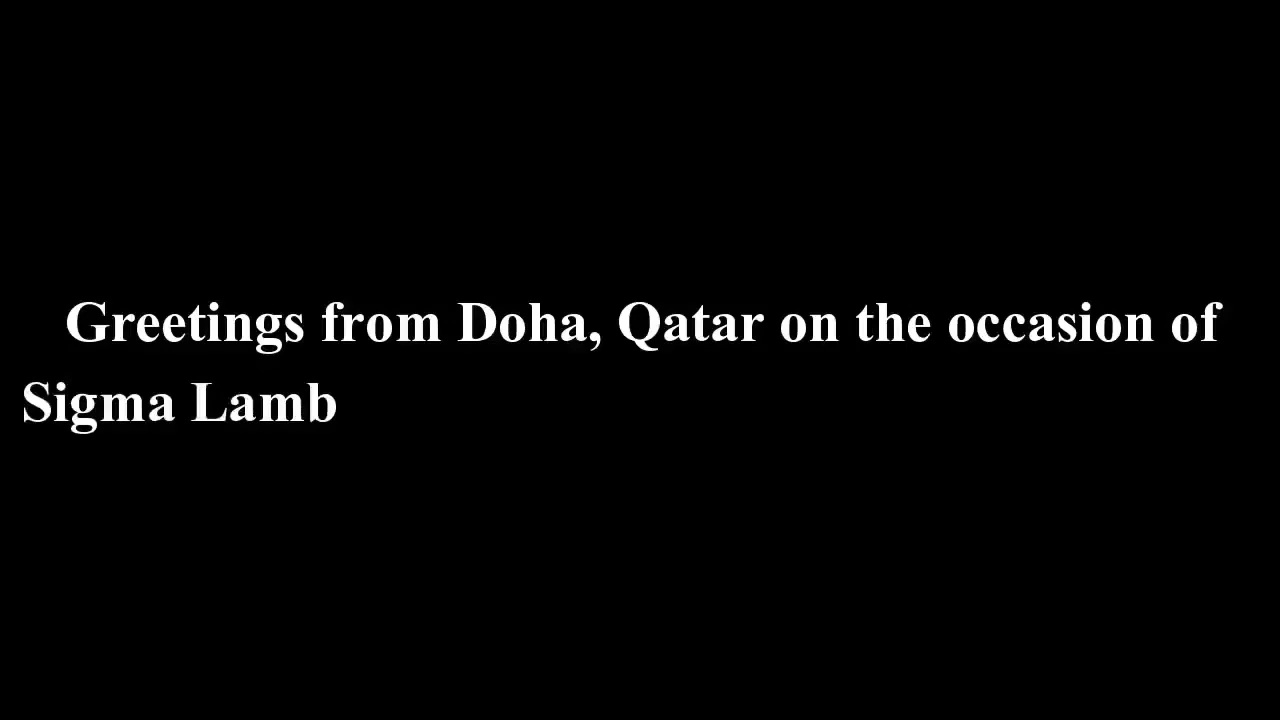 Greetings from Doha, Qatar on the occasion of
Sigma Lamb